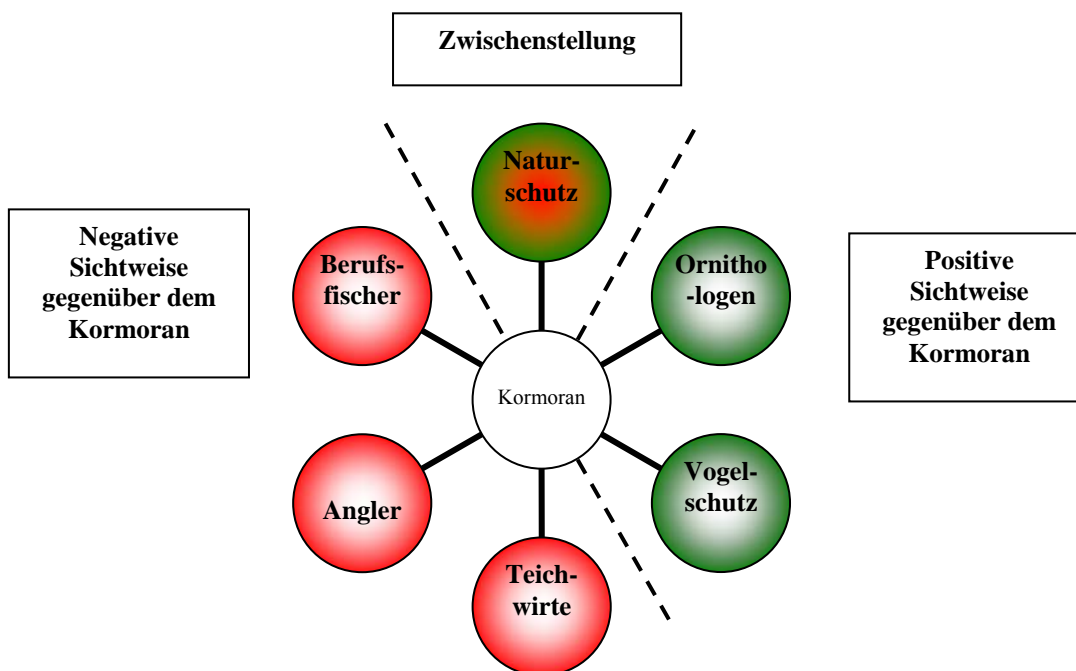 Zwischenstellung
Natur-
schutz
Negative
Sichtweise
gegenüber dem
Kormoran
Berufs-
fischer
Ornitho
-logen
Positive
Sichtweise
gegenüber dem
Kormoran
Kormoran
Angler
Vogel-
schutz
Teich-
wirte